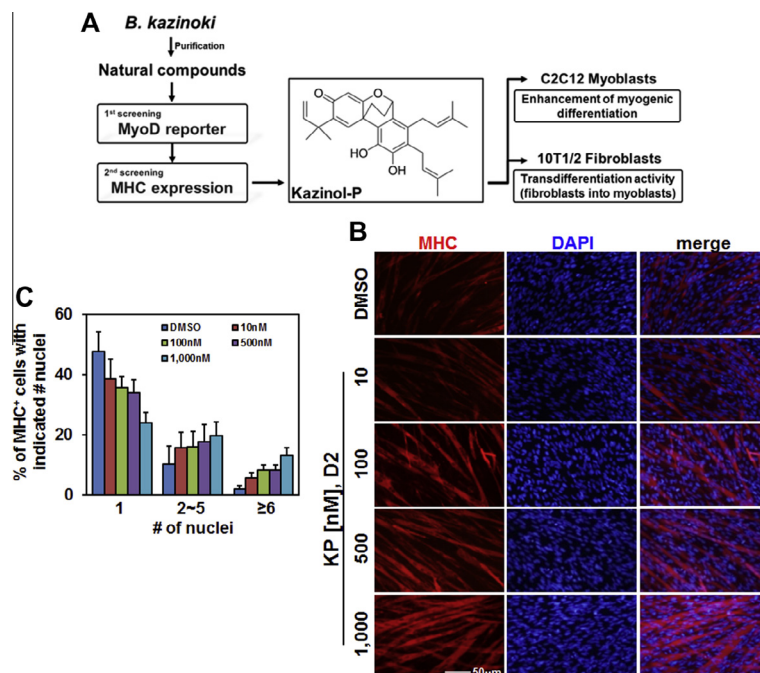 A
B. kazinoki
Purification
Natural compounds
1st screening
MyoD reporter
2nd screening
MHC expression
O
O
HO
OH
Kazinol-P
C2C12 Myoblasts
Enhancement of myogenic
differentiation
10T1/2 Fibroblasts
Transdifferentiation activity
(fibroblasts into myoblasts)
B
MHC DAPI merge
DMSO
10
100
500
1,000
KP [nM], D2
50μm
C
% of MHC+ cells with
indicated # nuclei
60
40
20
0
DMSO 10nM
100nM 500nM
1,000nM
1 2~5 ≥6
# of nuclei